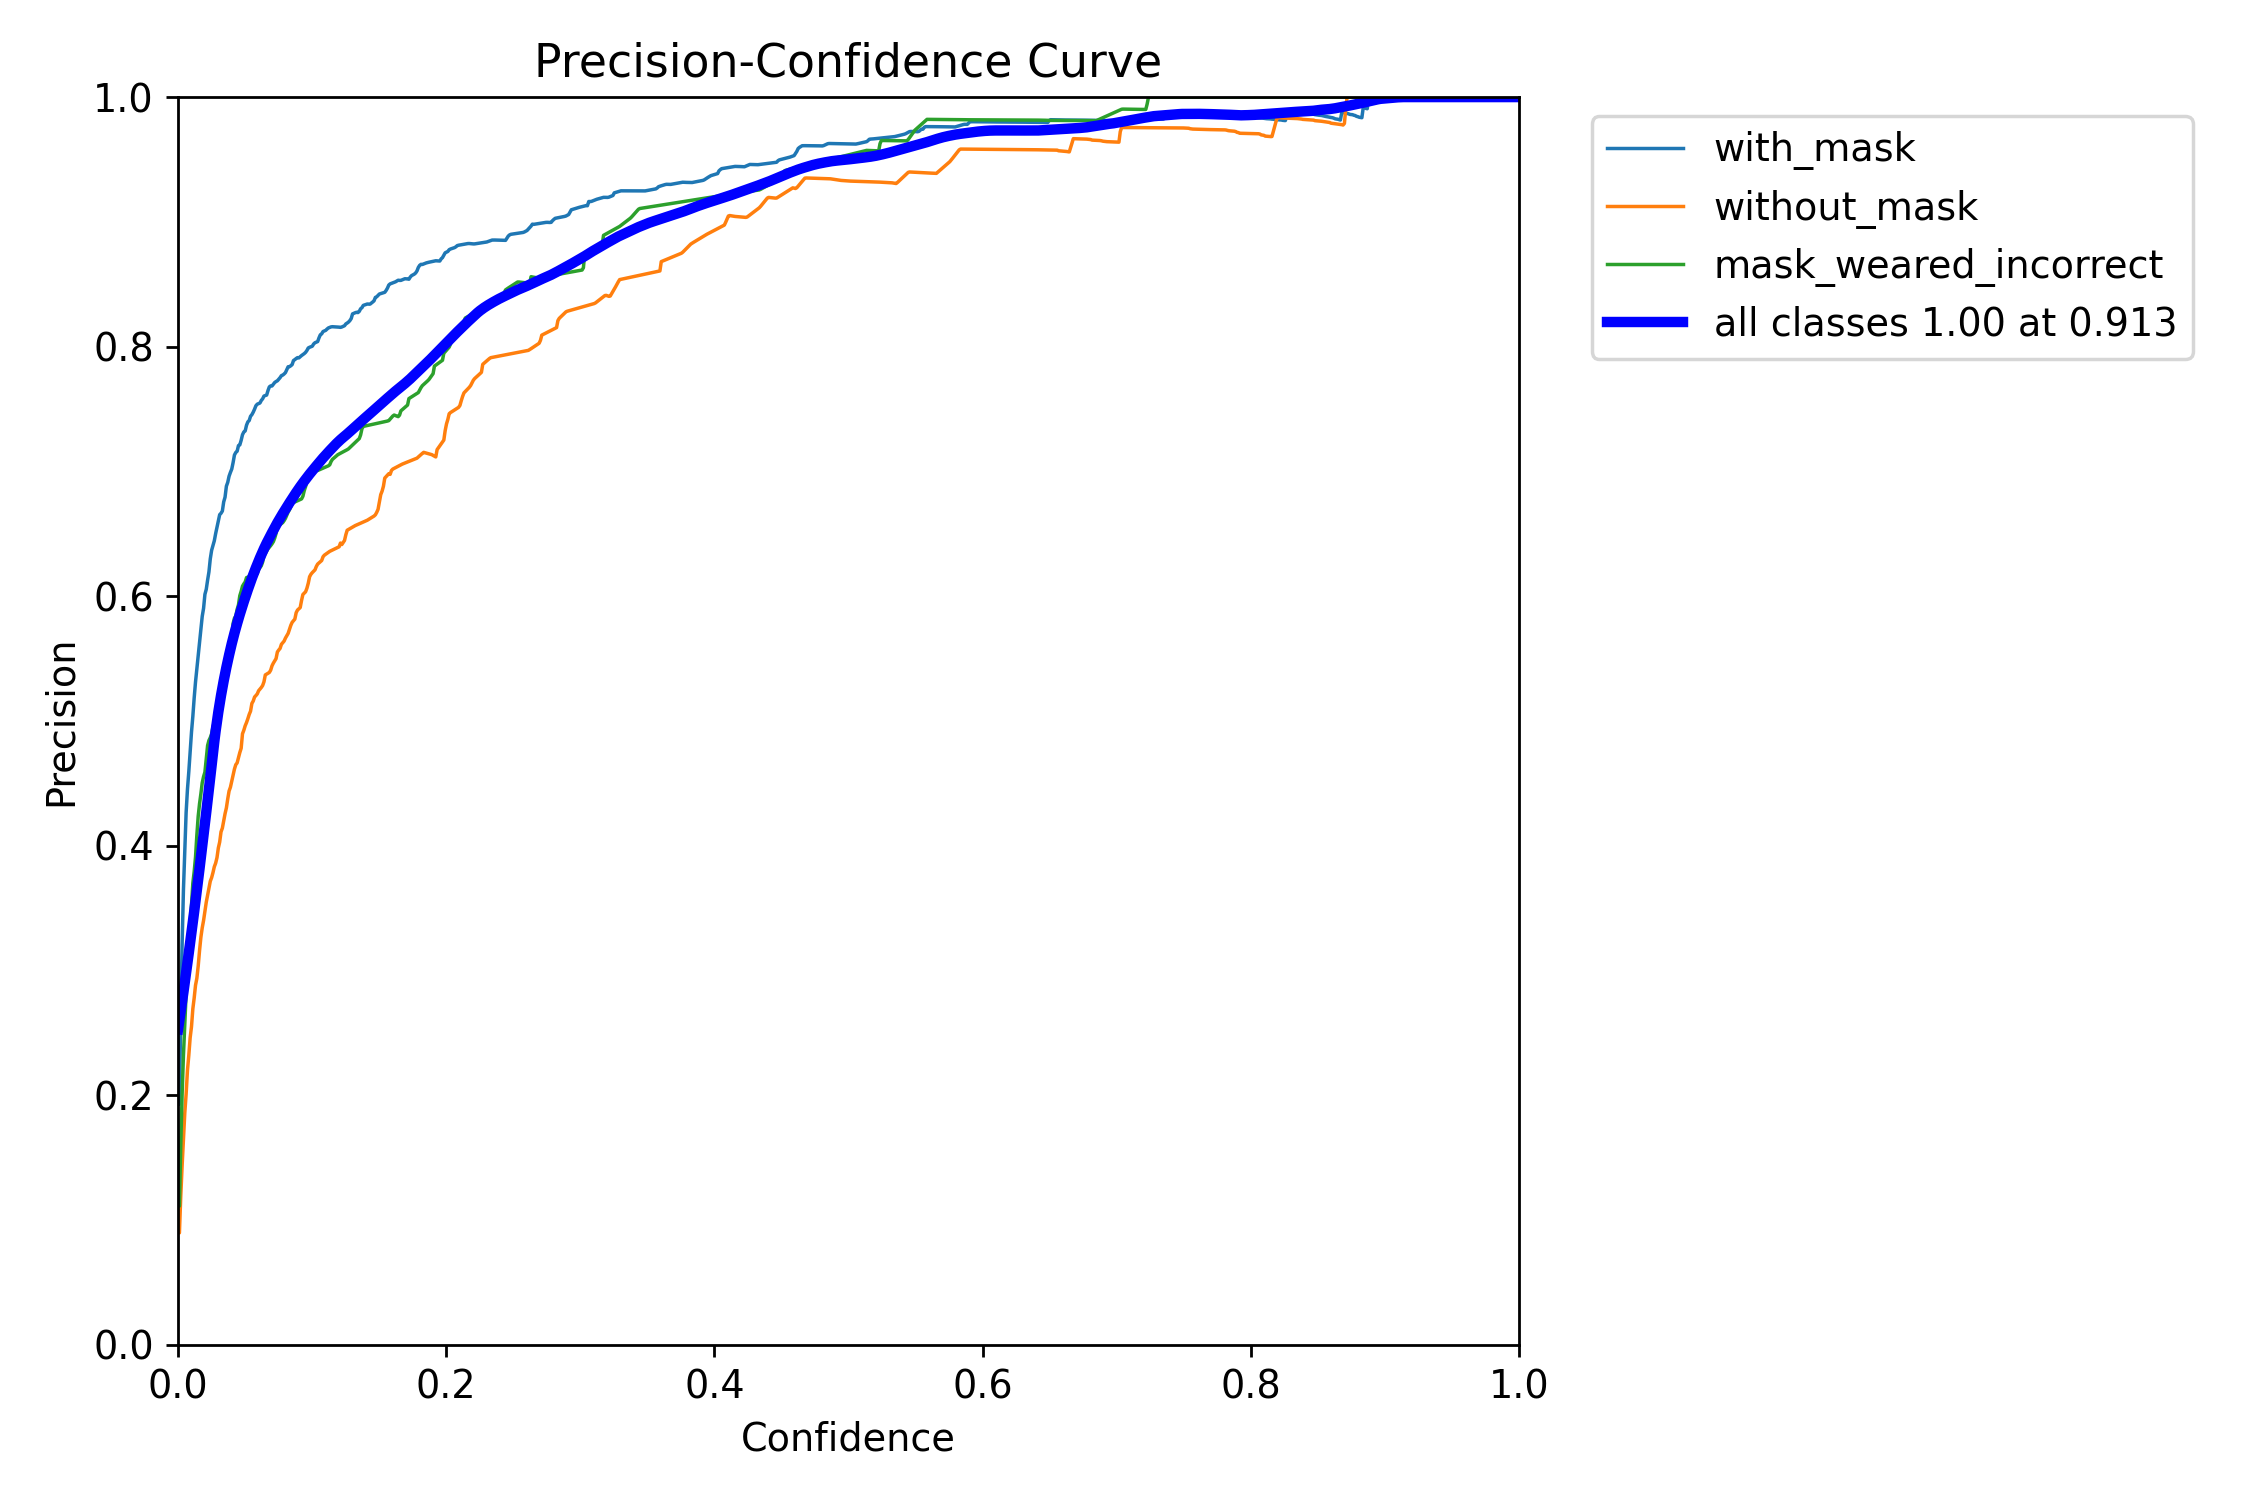 Precision-Confidence Curve
1.0
0.8
0.6
0.4
0.2
0.0
Precision
0.0 0.2 0.4 0.6 0.8 1.0
Confidence
with_mask
without_mask
mask_weared_incorrect
all classes 1.00 at 0.913